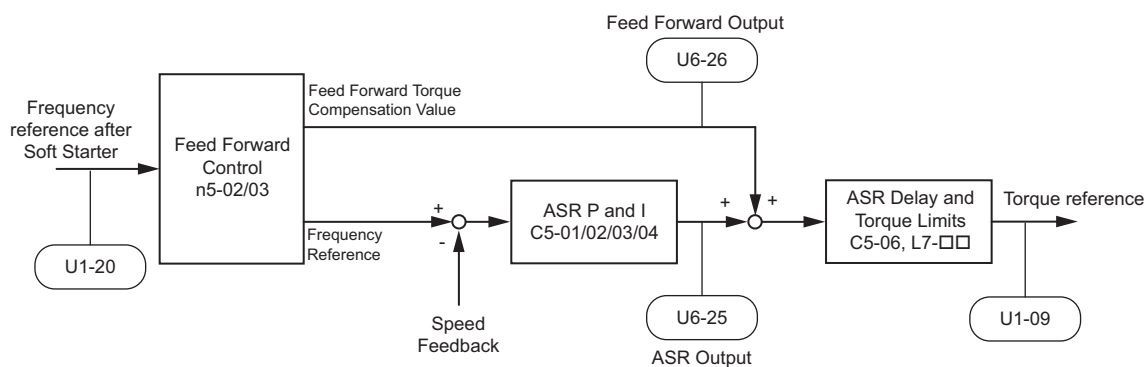 Feed Forward Output
U6-26
Feed Forward Torque
Compensation Value
Frequency
reference after
Soft Starter
Feed Forward
Control
n5-02/03
U1-20
Frequency
Reference
+
-
Speed
Feedback
ASR P and I
C5-01/02/03/04
+
+
U6-25
ASR Output
ASR Delay and
Torque Limits
C5-06, L7-□□
Torque reference
U1-09